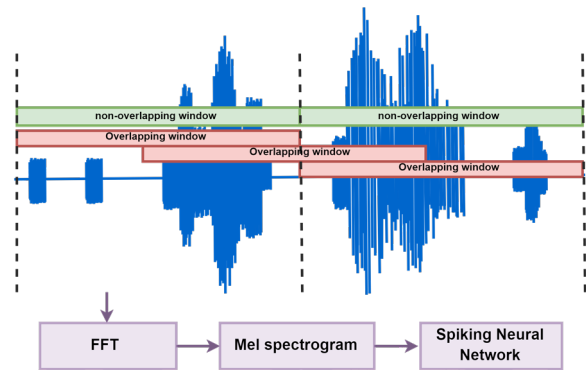 non-overlapping window
non-overlapping window
Overlapping window
Overlapping window
Overlapping window
FFT
Mel spectrogram
Spiking Neural
Network